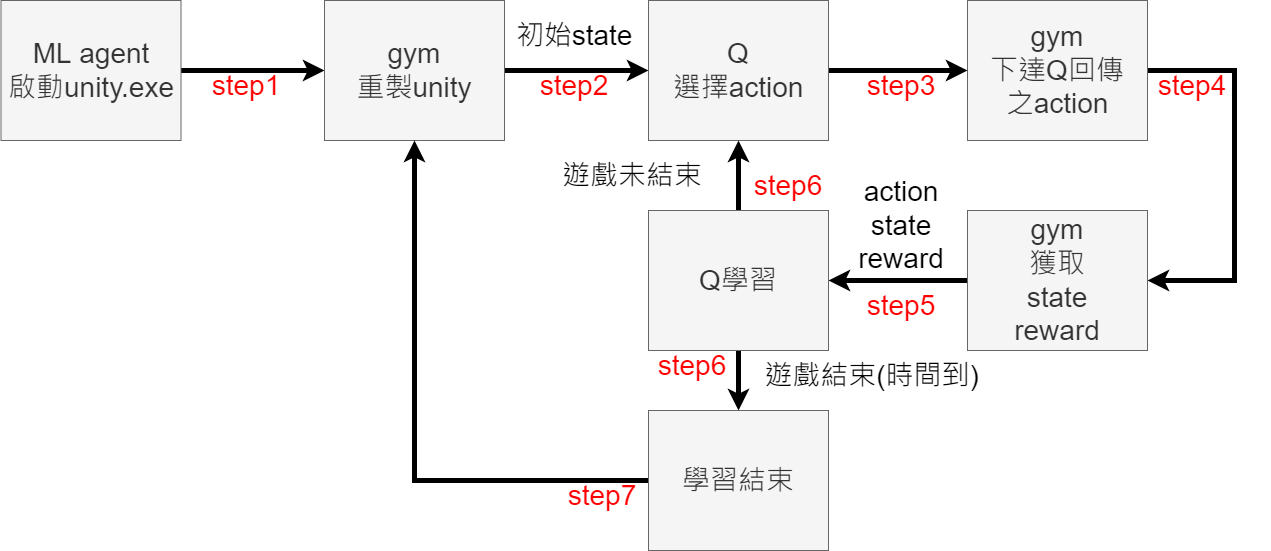 ML agent
啟動unity.exe
step1
gym
重製unity
初始state
step2
Q
選擇action
step3
gym
下達Q回傳
之action
step4
gym
獲取
state
reward
action
state
reward
step5
Q學習
遊戲未結束
step6
step6
遊戲結束(時間到)
學習結束
step7